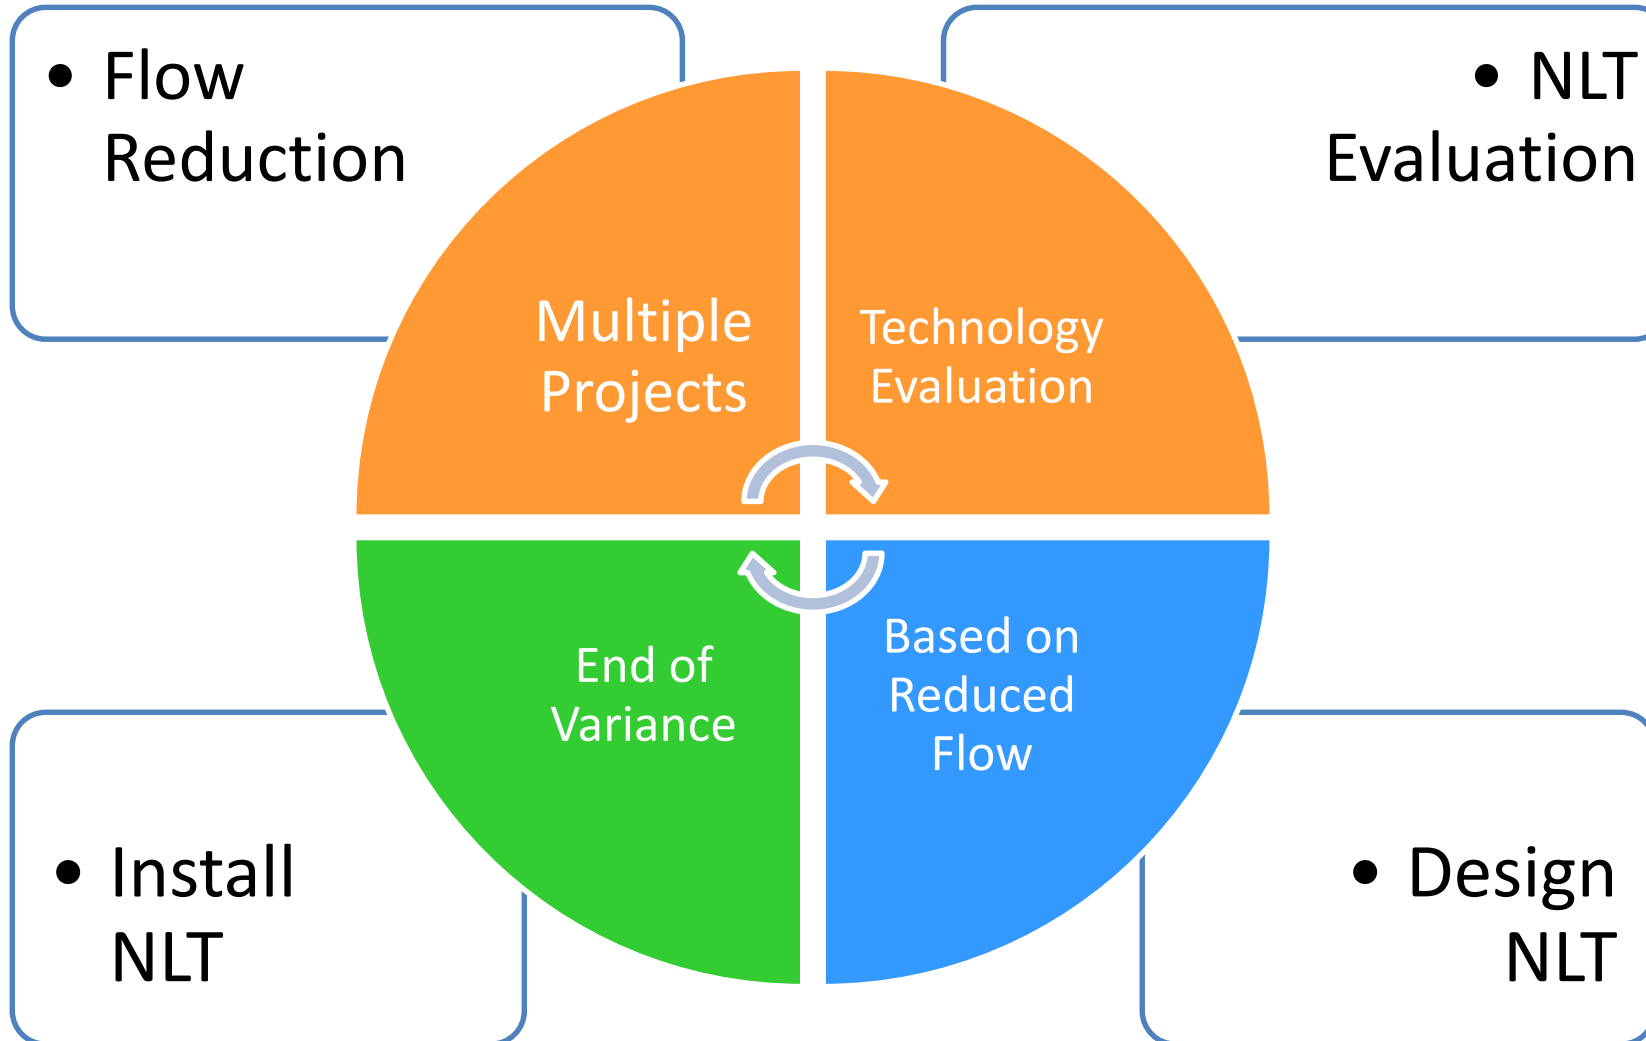 • Flow
Reduction
• NLT
Evaluation
Multiple
Projects
Technology
Evaluation
End of
Variance
Based on
Reduced
Flow
• Install
NLT
• Design
NLT